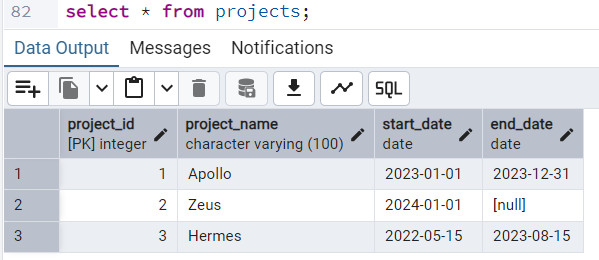 82 select * from projects;
Data Output Messages Notifications
SQL
project_id project_name start_date end_date
[PK] integer character varying (100) date date
1 1 Apollo 2023-01-01 2023-12-31
2 2 Zeus 2024-01-01 [null]
3 3 Hermes 2022-05-15 2023-08-15